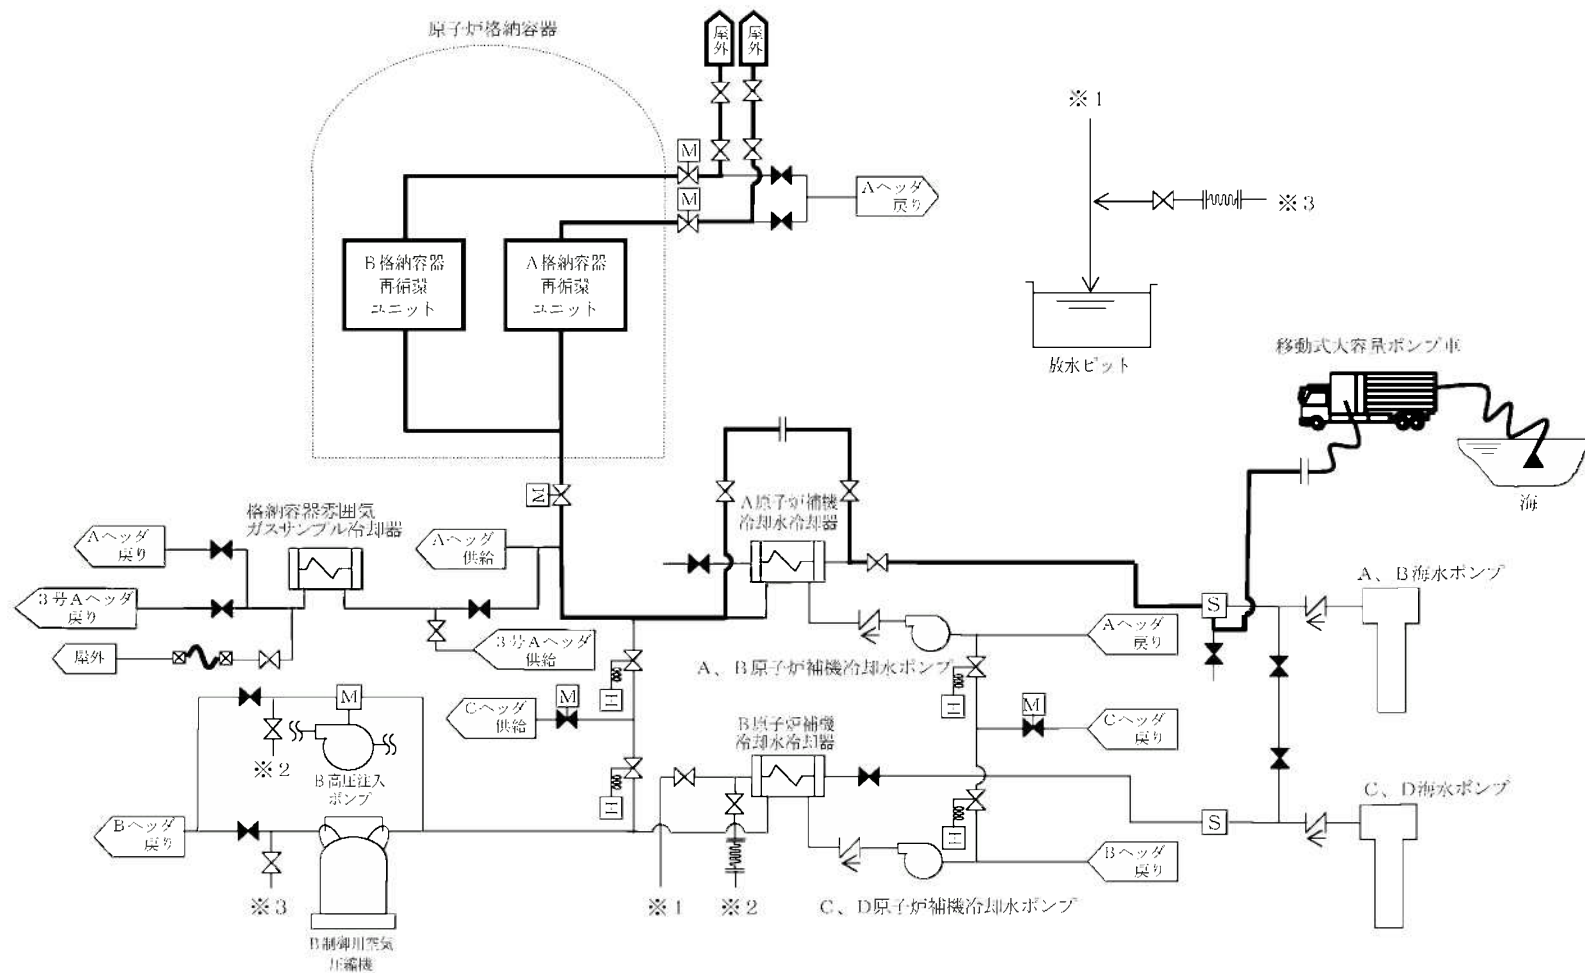 原子炉格納容器
屋外
屋外
※1
M
M
Aヘッダ
戻り
※3
B格納容器
再循環
ユニット
A格納容器
再循環
ユニット
放水ピット
移動式大容量ポンプ車
海
M
格納容器雰囲気
ガスサンプル冷却器
A原子炉補機
冷却水冷却器
Aヘッダ
戻り
Aヘッダ
供給
3号Aヘッダ
戻り
3号Aヘッダ
供給
屋外
S
A、B海水ポンプ
Aヘッダ
戻り
A、B原子炉補機冷却水ポンプ
H
H
M
Cヘッダ
供給
M
M
Cヘッダ
戻り
※2
B高圧注入
ポンプ
B原子炉補機
冷却水冷却器
H
H
C、D海水ポンプ
S
Bヘッダ
戻り
Bヘッダ
戻り
※3
※1
※2
C、D原子炉補機冷却水ポンプ
B制御用空気
圧縮機